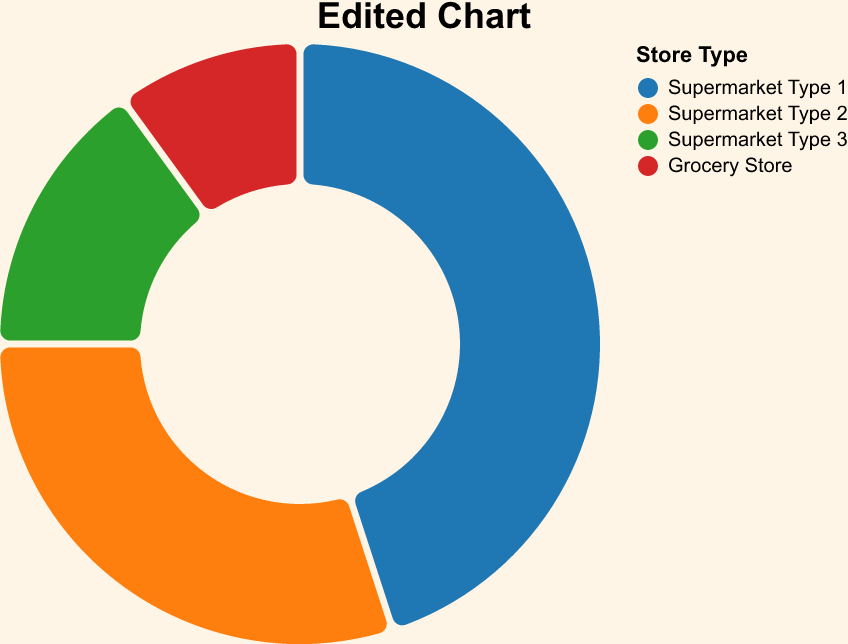 Edited Chart
Store Type
Supermarket Type 1
Supermarket Type 2
Supermarket Type 3
Grocery Store